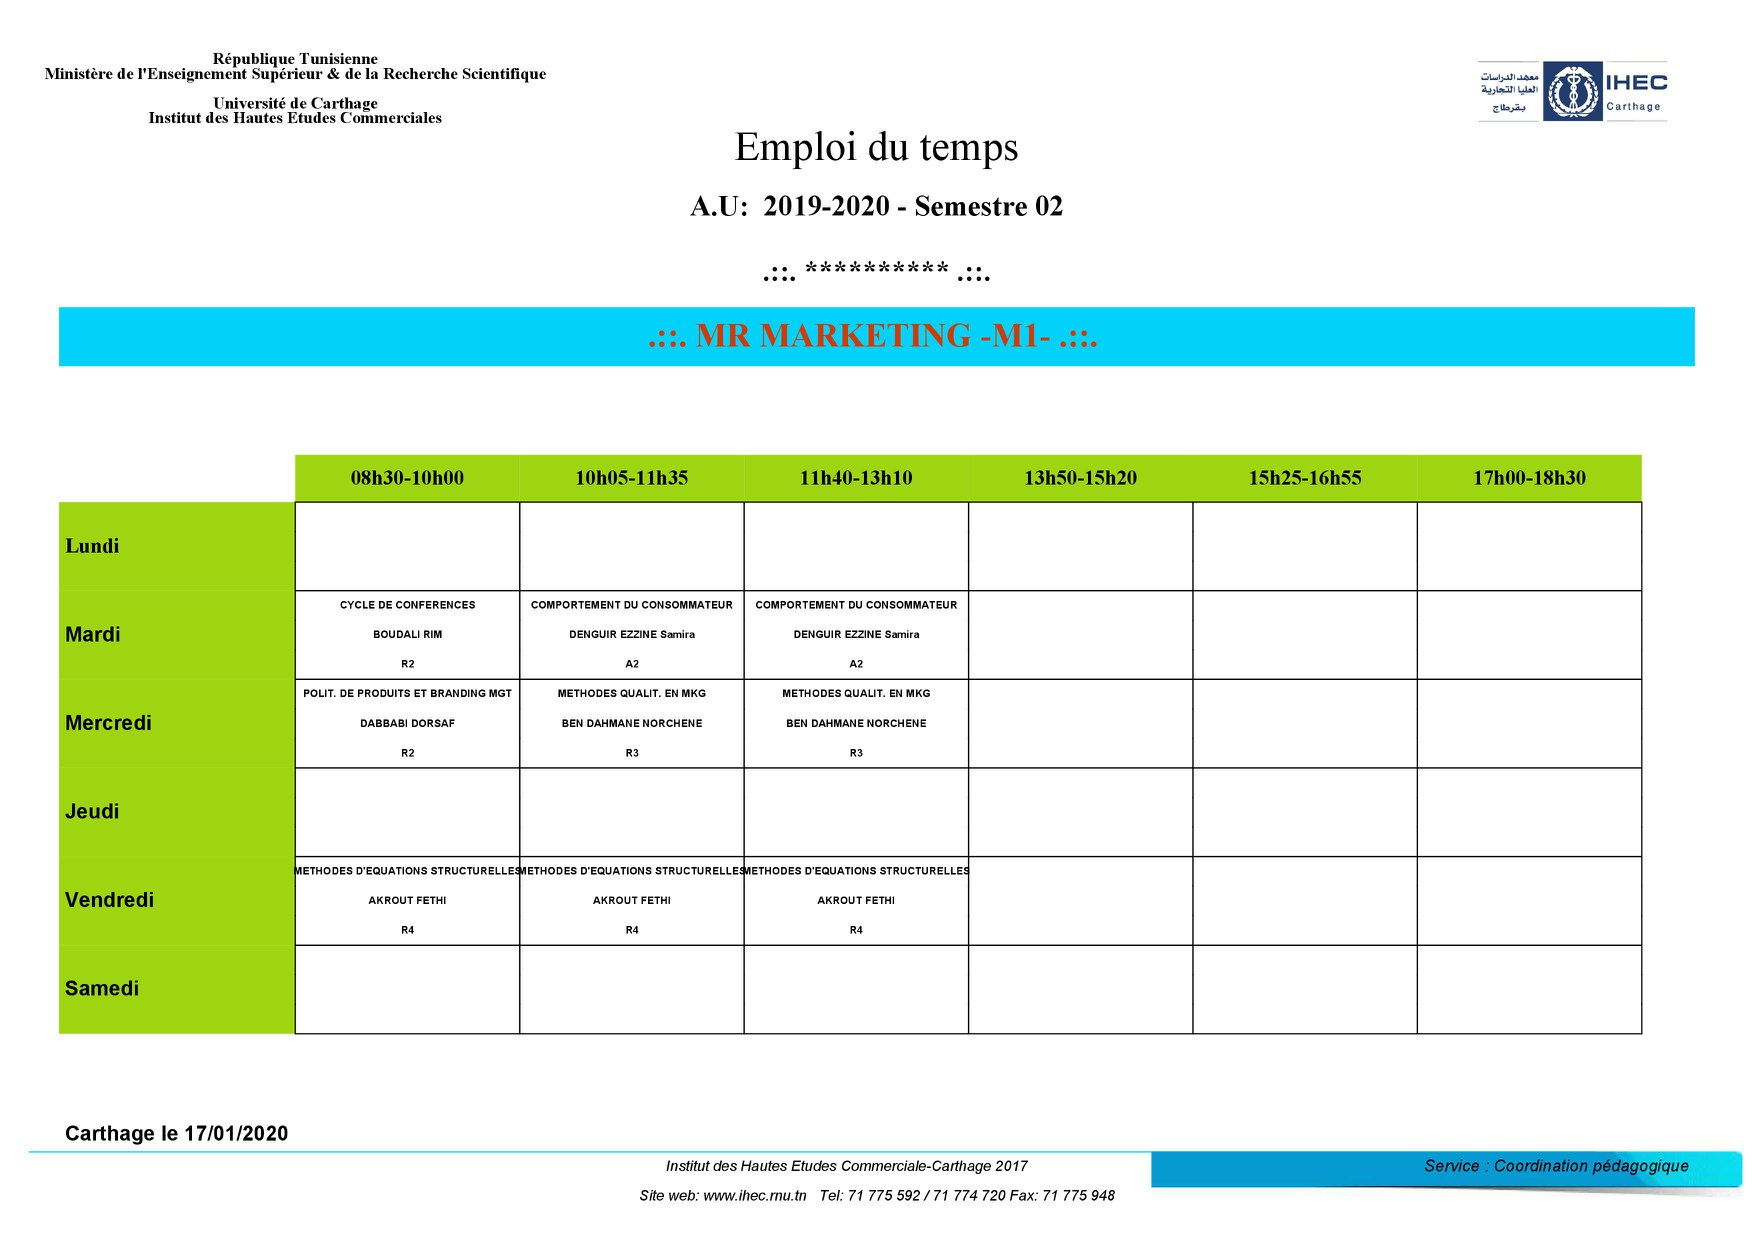 République Tunisienne
Ministère de l'Enseignement Supérieur & de la Recherche Scientifique
Université de Carthage
Institut des Hautes Etudes Commerciales
معهد الدراسات
العليا التجارية
بقرطاج
IHEC
Carthage
Emploi du temps
A.U: 2019-2020 - Semestre 02
.::. ********** .::.
.::. MR MARKETING -M1- .::.
08h30-10h00 10h05-11h35 11h40-13h10 13h50-15h20 15h25-16h55 17h00-18h30
Lundi
Mardi
CYCLE DE CONFERENCES COMPORTEMENT DU CONSOMMATEUR COMPORTEMENT DU CONSOMMATEUR
BOUDALI RIM DENGUIR EZZINE Samira DENGUIR EZZINE Samira
R2 A2 A2
Mercredi
POLIT. DE PRODUITS ET BRANDING MGT METHODES QUALIT. EN MKG METHODES QUALIT. EN MKG
DABBABI DORSAF BEN DAHMANE NORCHENE BEN DAHMANE NORCHENE
R2 R3 R3
Jeudi
Vendredi
METHODES D'EQUATIONS STRUCTURELLES METHODES D'EQUATIONS STRUCTURELLES METHODES D'EQUATIONS STRUCTURELLES
AKROUT FETHI AKROUT FETHI AKROUT FETHI
R4 R4 R4
Samedi
Carthage le 17/01/2020
Institut des Hautes Etudes Commerciale-Carthage 2017
Service : Coordination pédagogique
Site web: www.ihec.rnu.tn Tel: 71 775 592 / 71 774 720 Fax: 71 775 948